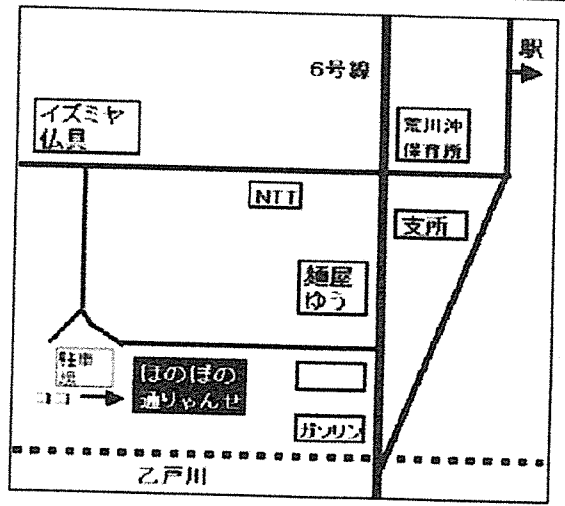 駅
6号線
イズミヤ
仏具
荒川沖
保育所
NTT
支所
麺屋
ゆう
駐車
場
ココ
ほのぼの
通りゃんせ
ガソリン
乙戸川